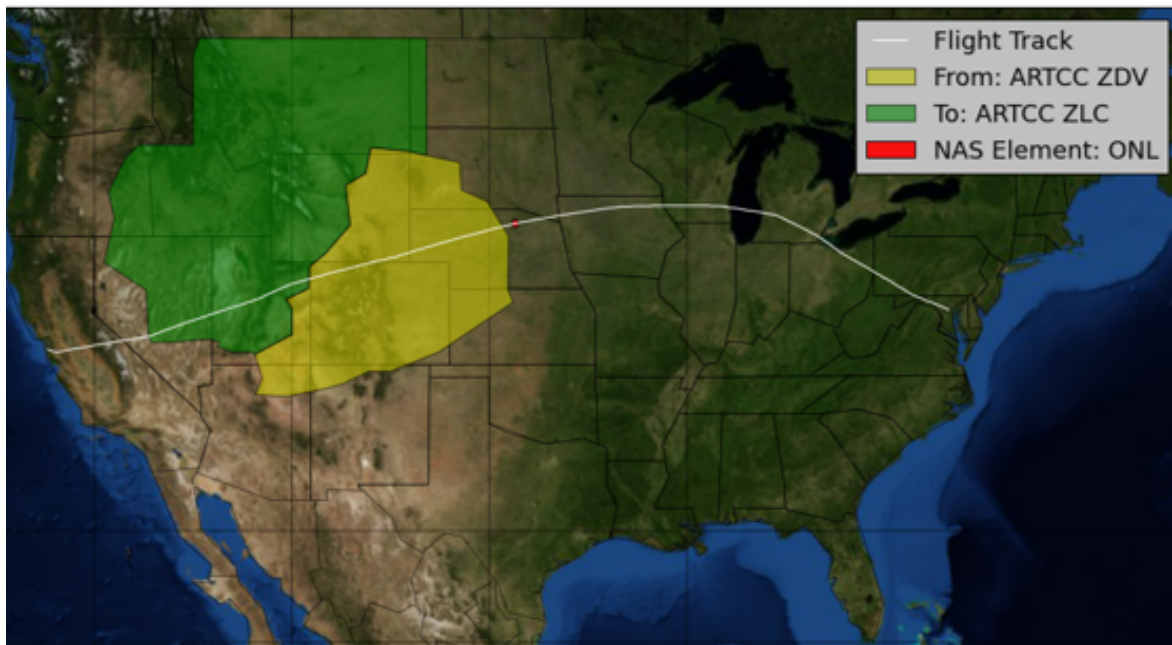 Flight Track
From: ARTCC ZDV
To: ARTCC ZLC
NAS Element: ONL